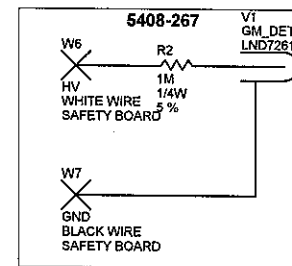 5408-267
V1
GM_DET
LND7261
W6
R2
HV
1M
WHITE WIRE
1/4W
SAFETY BOARD
5 %
W7
GND
BLACK WIRE
SAFETY BOARD